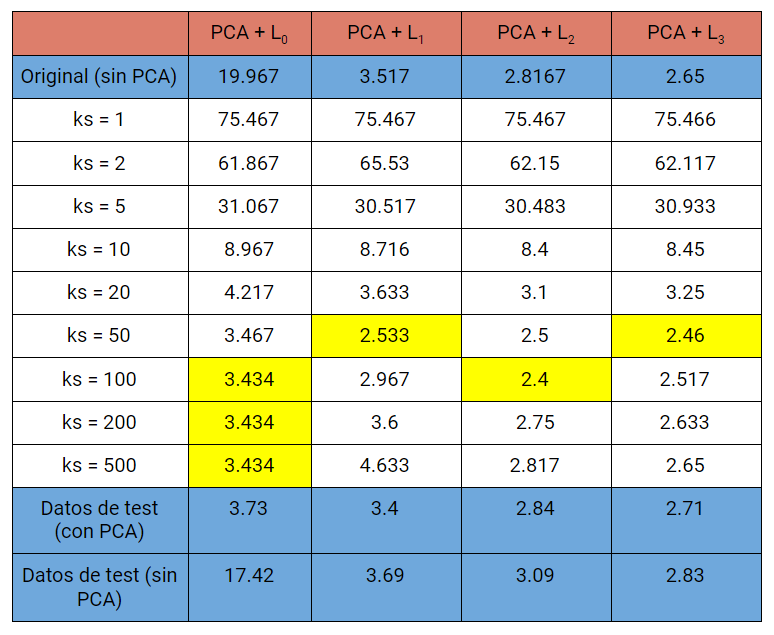 PCA + L0 PCA + L1 PCA + L2 PCA + L3
Original (sin PCA) 19.967 3.517 2.8167 2.65
ks = 1 75.467 75.467 75.467 75.466
ks = 2 61.867 65.53 62.15 62.117
ks = 5 31.067 30.517 30.483 30.933
ks = 10 8.967 8.716 8.4 8.45
ks = 20 4.217 3.633 3.1 3.25
ks = 50 3.467 2.533 2.5 2.46
ks = 100 3.434 2.967 2.4 2.517
ks = 200 3.434 3.6 2.75 2.633
ks = 500 3.434 4.633 2.817 2.65
Datos de test 3.73 3.4 2.84 2.71
(con PCA)
Datos de test (sin 17.42 3.69 3.09 2.83
PCA)